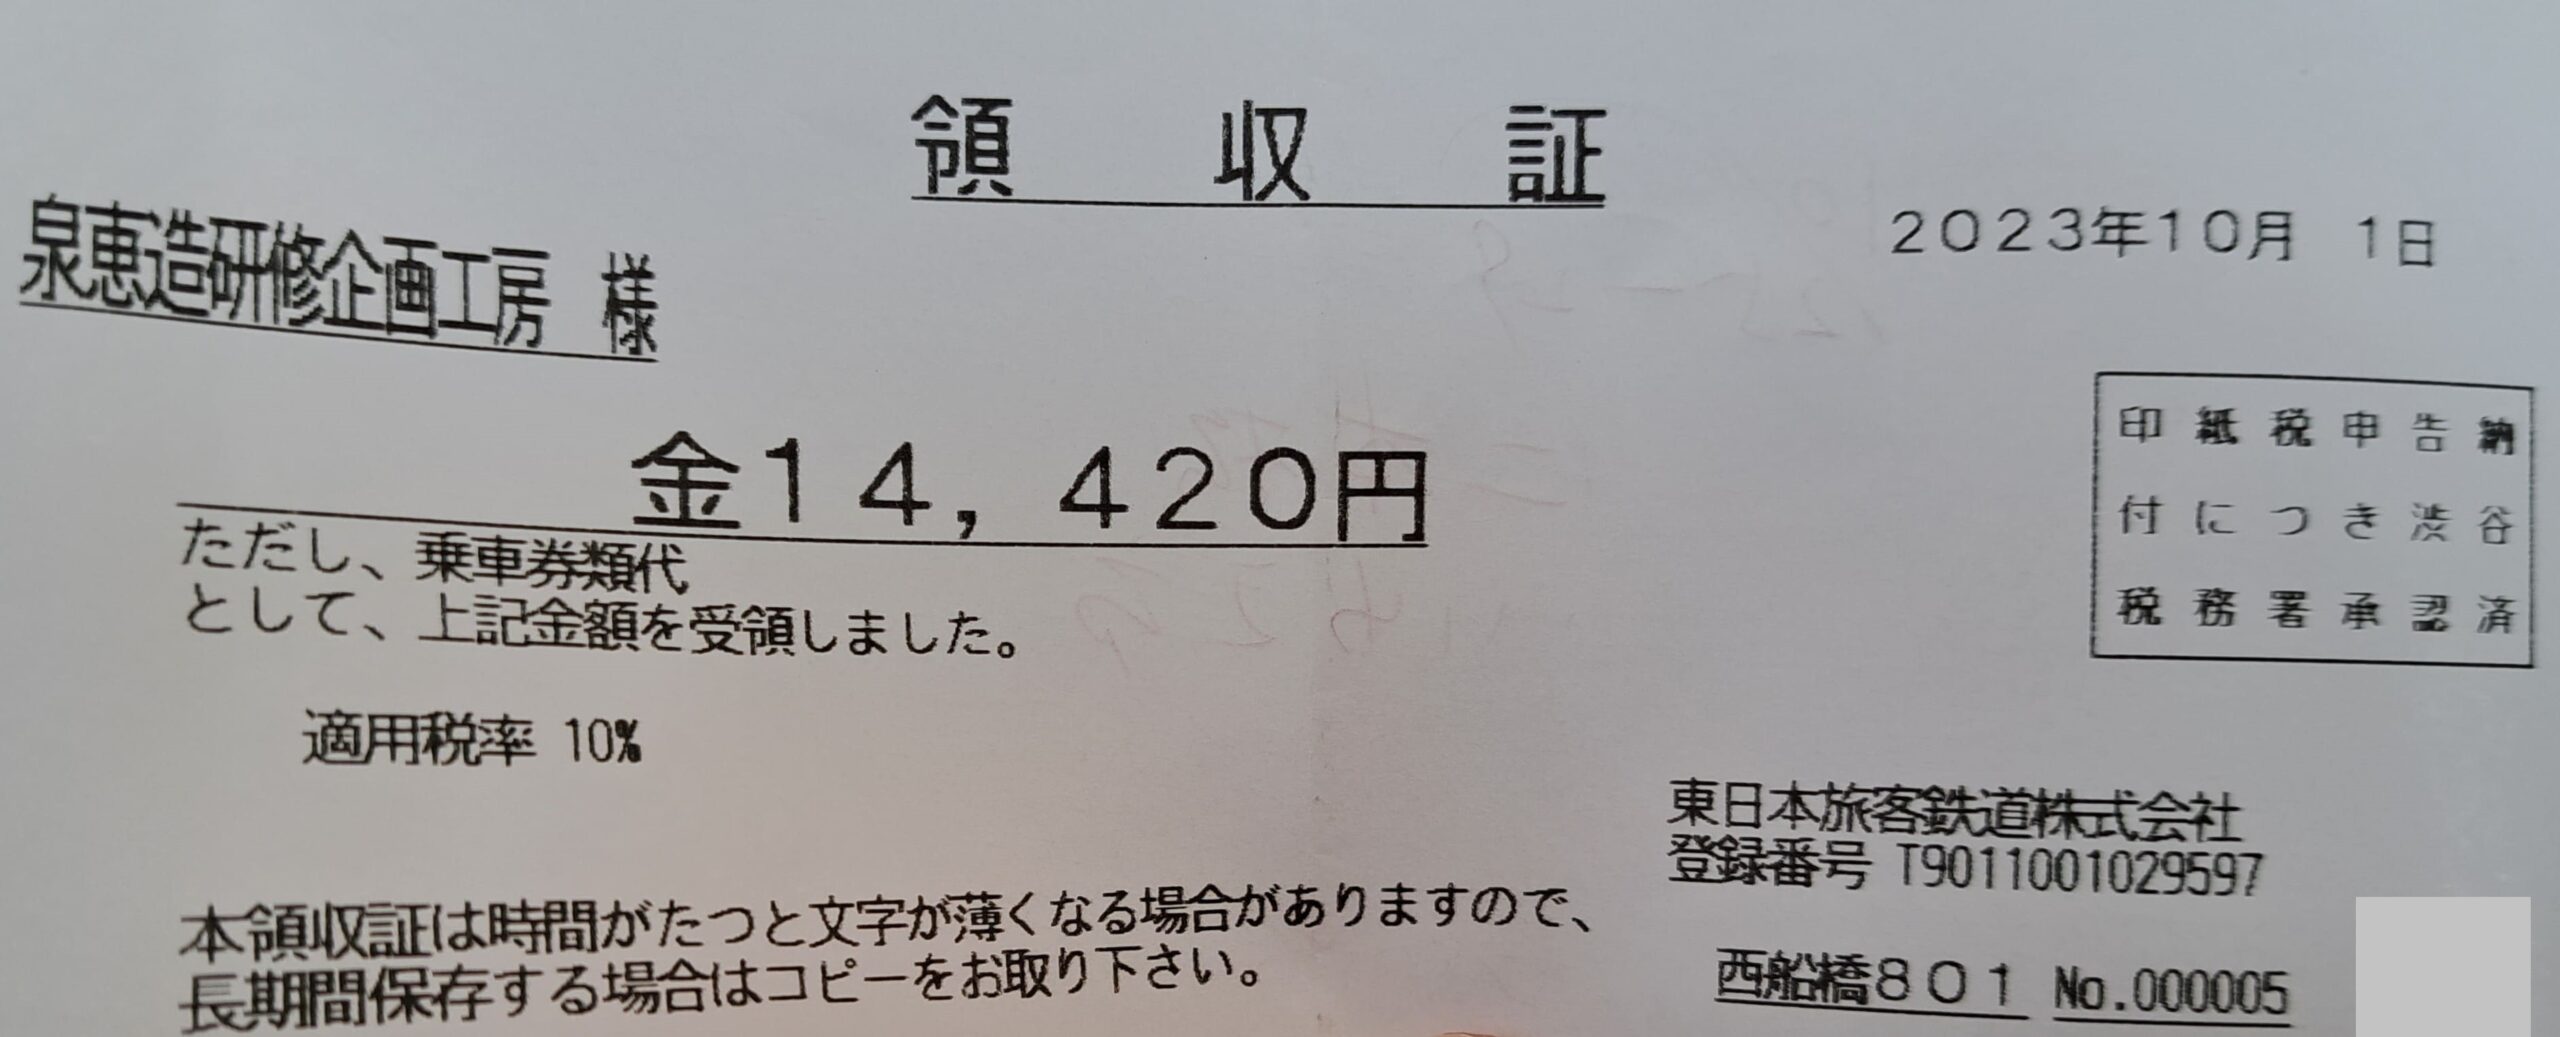 領収証
2023年10月 1日
泉恵造研修企画工房 様
金14,420円
ただし、乗車券類代
として、上記金額を受領しました。
印紙税申告納
付につき渋谷
税務署承認済
適用税率 10%
東日本旅客鉄道株式会社
登録番号 T9011001029597
本領収証は時間がたつと文字が薄くなる場合がありますので、
長期間保存する場合はコピーをお取り下さい。
西船橋801 No.000005